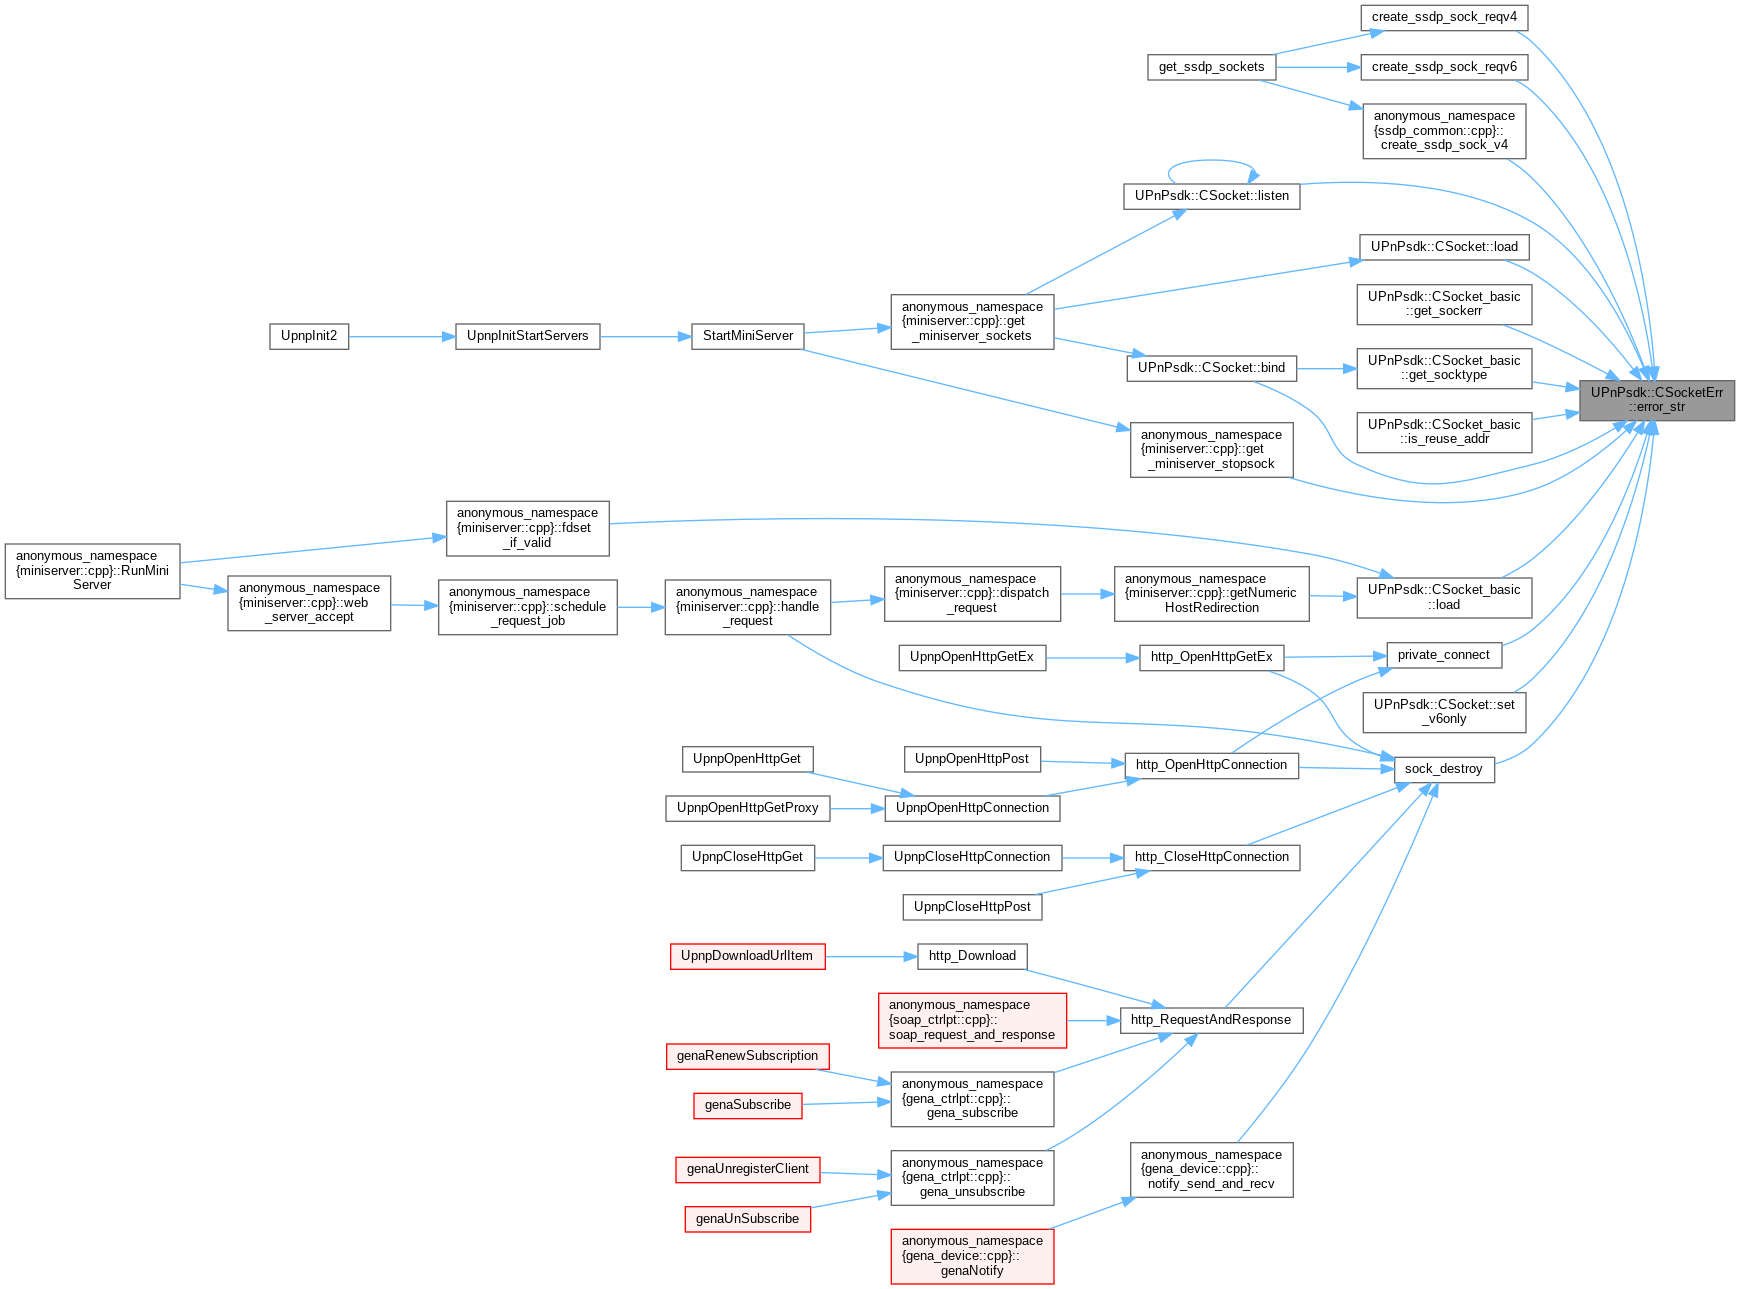 create_ssdp_sock_reqv4
get_ssdp_sockets
create_ssdp_sock_reqv6
anonymous_namespace
{ssdp_common::cpp}::
create_ssdp_sock_v4
UPnPsdk::CSocket::listen
UPnPsdk::CSocket::load
UPnPsdk::CSocket_basic
::get_sockerr
anonymous_namespace
{miniserver::cpp}::get
_miniserver_sockets
UpnpInit2
UpnpInitStartServers
StartMiniServer
UPnPsdk::CSocket::bind
UPnPsdk::CSocket_basic
::get_socktype
UPnPsdk::CSocketErr
::error_str
UPnPsdk::CSocket_basic
::is_reuse_addr
anonymous_namespace
{miniserver::cpp}::get
_miniserver_stopsock
anonymous_namespace
{miniserver::cpp}::fdset
_if_valid
anonymous_namespace
{miniserver::cpp}::RunMini
Server
anonymous_namespace
{miniserver::cpp}::web
_server_accept
anonymous_namespace
{miniserver::cpp}::schedule
_request_job
anonymous_namespace
{miniserver::cpp}::handle
_request
anonymous_namespace
{miniserver::cpp}::dispatch
_request
anonymous_namespace
{miniserver::cpp}::getNumeric
HostRedirection
UPnPsdk::CSocket_basic
::load
UpnpOpenHttpGetEx
http_OpenHttpGetEx
private_connect
UPnPsdk::CSocket::set
_v6only
UpnpOpenHttpGet
UpnpOpenHttpPost
http_OpenHttpConnection
sock_destroy
UpnpOpenHttpGetProxy
UpnpOpenHttpConnection
UpnpCloseHttpGet
UpnpCloseHttpConnection
http_CloseHttpConnection
UpnpCloseHttpPost
UpnpDownloadUrlItem
http_Download
anonymous_namespace
{soap_ctrlpt::cpp}::
soap_request_and_response
http_RequestAndResponse
genaRenewSubscription
genaSubscribe
anonymous_namespace
{gena_ctrlpt::cpp}::
gena_subscribe
genaUnregisterClient
genaUnSubscribe
anonymous_namespace
{gena_ctrlpt::cpp}::
gena_unsubscribe
anonymous_namespace
{gena_device::cpp}::
notify_send_and_recv
anonymous_namespace
{gena_device::cpp}::
genaNotify